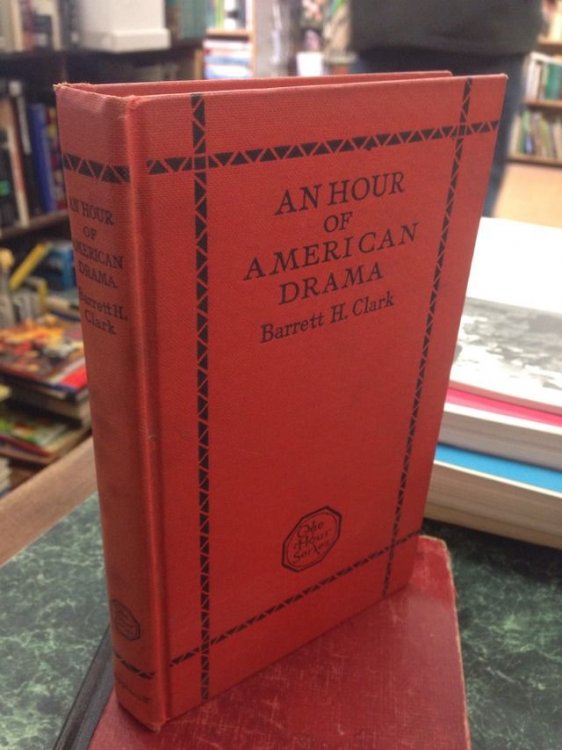 AN HOUR
OF
AMERICAN
DRAMA
Barrett H.
Clark
AN HOUR
OF
AMERICAN
DRAMA
Barrett H. Clark
One
Hour
Series